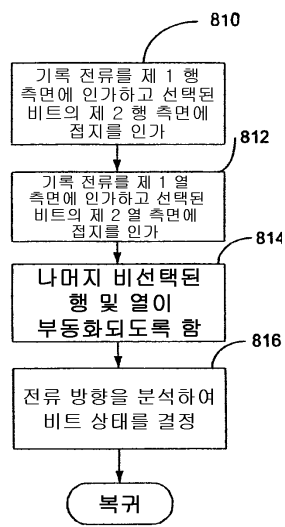 810
기록 전류를 제 1 행
측면에 인가하고 선택된
비트의 제 2 행 측면에
접지를 인가
812
기록 전류를 제 1 열
측면에 인가하고 선택된
비트의 제 2 열 측면에
접지를 인가
814
나머지 비선택된
행 및 열이
부동화되도록 함
816
전류 방향을 분석하여
비트 상태를 결정
복귀